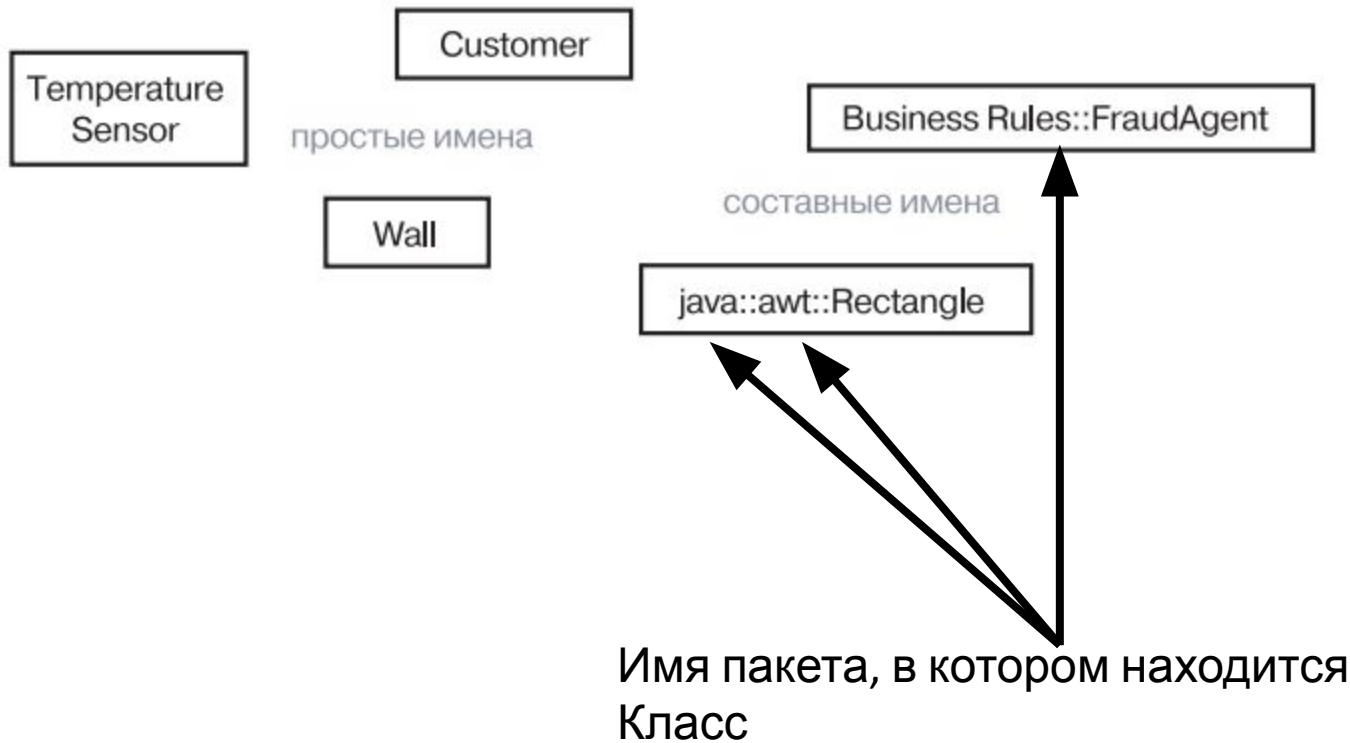 Customer
Temperature
Sensor
Business Rules::FraudAgent
простые имена
составные имена
Wall
java::awt::Rectangle
Имя пакета, в котором находится
Класс